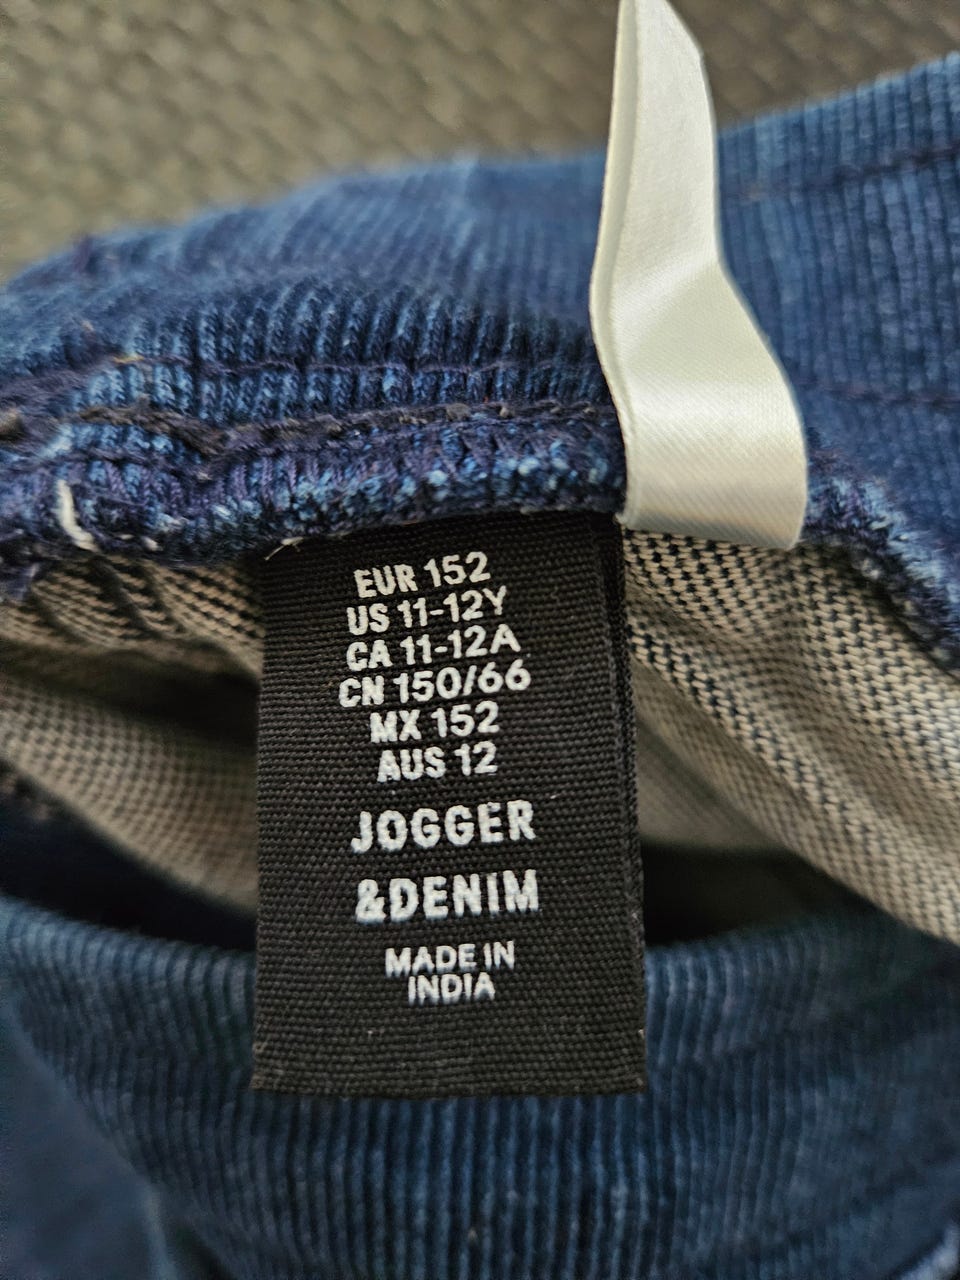 EUR 152
US 11-12Y
CA 11-12A
CN 150/66
MX 152
AUS 12
JOGGER
&DENIM
MADE IN
INDIA